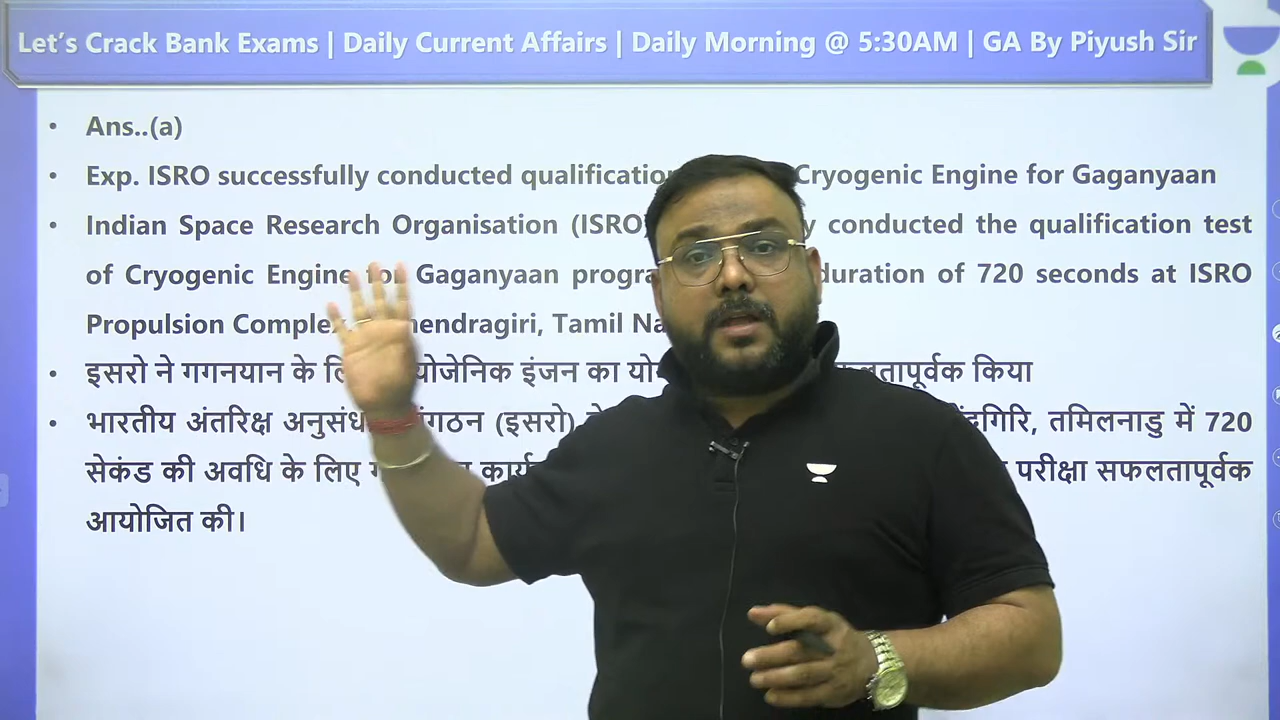 Let's Crack Bank Exams | Daily Current Affairs | Daily Morning @ 5:30AM | GA By Piyush Sir
• Ans..(a)
• Exp. ISRO successfully conducted Cryogenic Engine for Gaganyaan
• Indian Space Research Organisation (ISRO) conducted the qualification test
of Cryogenic Engine for Gaganyaan duration of 720 seconds at ISRO
Propulsion Tamil
• इसरो ने गगनयान के इंजन का किया
• भारतीय अंतरिक्ष (इसरो) तमिलनाडु में 720
सेकंड की अवधि के लिए परीक्षा सफलतापूर्वक
आयोजित की।